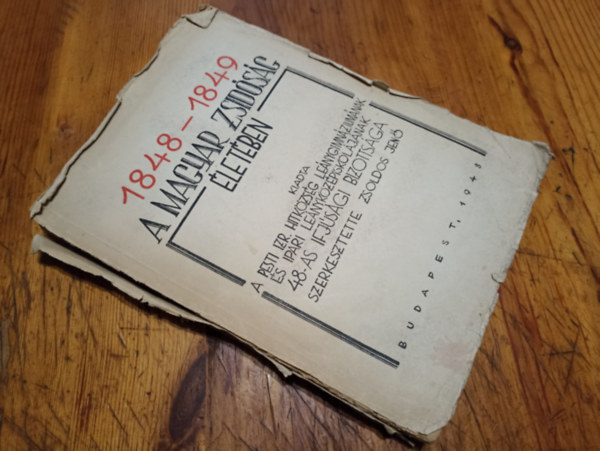 1848 - 1849
A MAGYAR ZSIDÓSÁG
ÉLETÉBEN
KIADTA
A PESTI IZR. HITKÖZSÉG LEÁNYGIMNÁZIUMÁNAK
ÉS IPARI LEÁNYKÖZÉPISKOLÁJÁNAK
48-AS IFJUSÁGI BIZOTTSÁGA
SZERKESZTETTE ZSOLDOS JENŐ
BUDAPEST, 1948